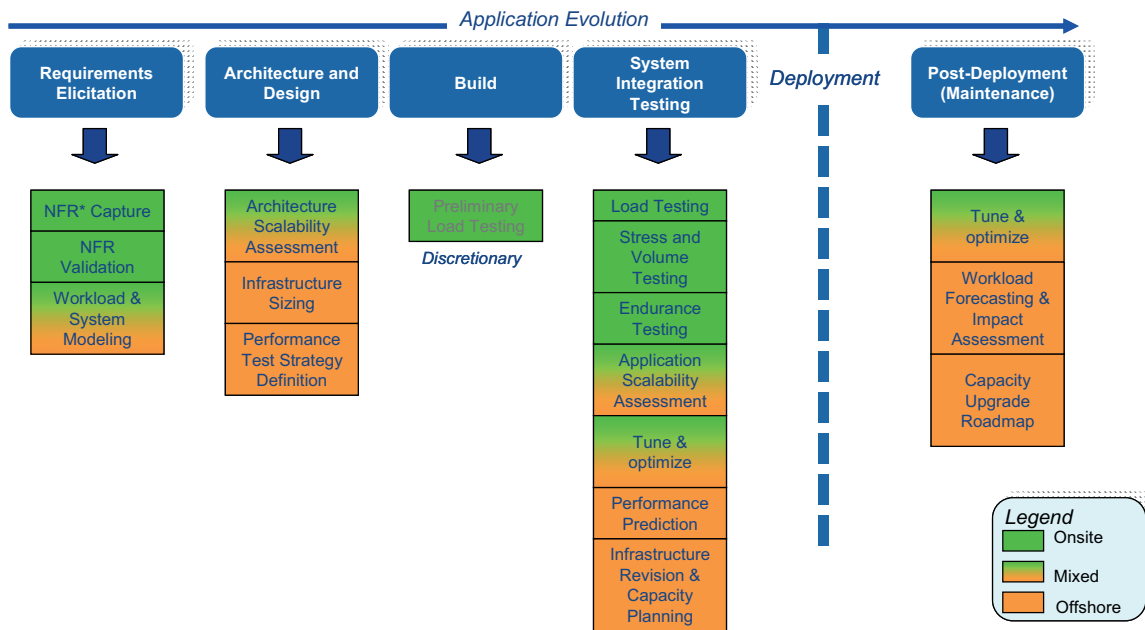 Application Evolution
Requirements
Elicitation
Architecture and
Design
Build
System
Integration
Testing
Deployment
Post-Deployment
(Maintenance)
NFR* Capture
NFR
Validation
Workload &
System
Modeling
Architecture
Scalability
Assessment
Infrastructure
Sizing
Performance
Test Strategy
Definition
Preliminary
Load Testing
Discretionary
Load Testing
Stress and
Volume
Testing
Endurance
Testing
Application
Scalability
Assessment
Tune &
optimize
Performance
Prediction
Infrastructure
Revision &
Capacity
Planning
Tune &
optimize
Workload
Forecasting &
Impact
Assessment
Capacity
Upgrade
Roadmap
Legend
Onsite
Mixed
Offshore